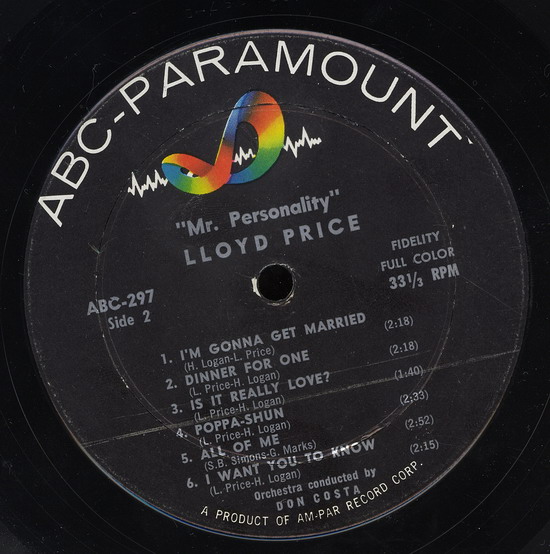 ABC-PARAMOUNT
"Mr. Personality"
LLOYD PRICE
FIDELITY
FULL COLOR
33 1/3 RPM
ABC-297
Side 2
1. I'M GONNA GET MARRIED (2:18)
(H. Logan-L. Price)
2. DINNER FOR ONE (2:18)
(L. Price-H. Logan)
3. IS IT REALLY LOVE? (1:40)
(L. Price-H. Logan)
4. POPPA-SHUN (2:33)
(L. Price-H. Logan)
5. ALL OF ME (2:52)
(S.B. Simons-G. Marks)
6. I WANT YOU TO KNOW (2:15)
(L. Price-H. Logan)
Orchestra conducted by
DON COSTA
A PRODUCT OF AM-PAR RECORD CORP.